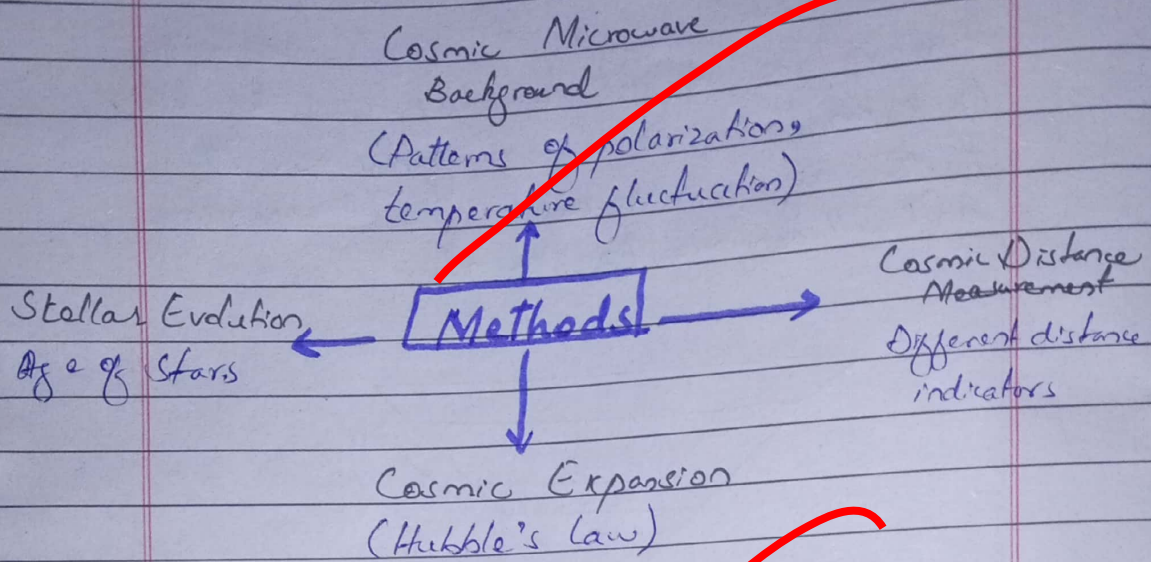 Cosmic Microwave
Background
(Patterns of polarization,
temperature fluctucation)
Cosmic Distance
Measurement
Different distance
indicators
Stellar Evolution
Age of Stars
Methods
Cosmic Expansion
(Hubble's Law)